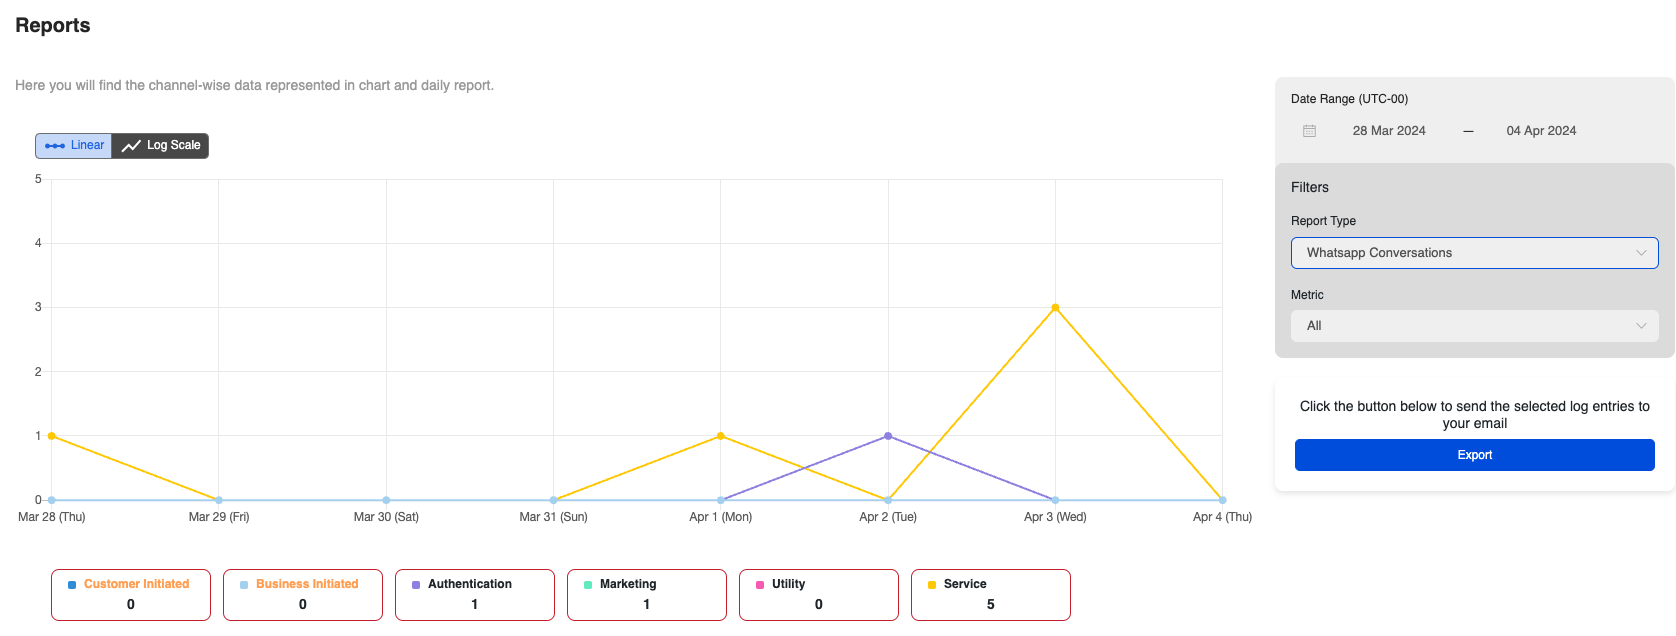 Reports
Here you will find the channel-wise data represented in chart and daily report.
Linear
Log Scale
5
4
3
2
1
0
Mar 28 (Thu)
Mar 29 (Fri)
Mar 30 (Sat)
Mar 31 (Sun)
Apr 1 (Mon)
Apr 2 (Tue)
Apr 3 (Wed)
Apr 4 (Thu)
Customer Initiated
0
Business Initiated
0
Authentication
1
Marketing
1
Utility
0
Service
5
Date Range (UTC-00)
28 Mar 2024 — 04 Apr 2024
Filters
Report Type
Whatsapp Conversations
Metric
All
Click the button below to send the selected log entries to
your email
Export